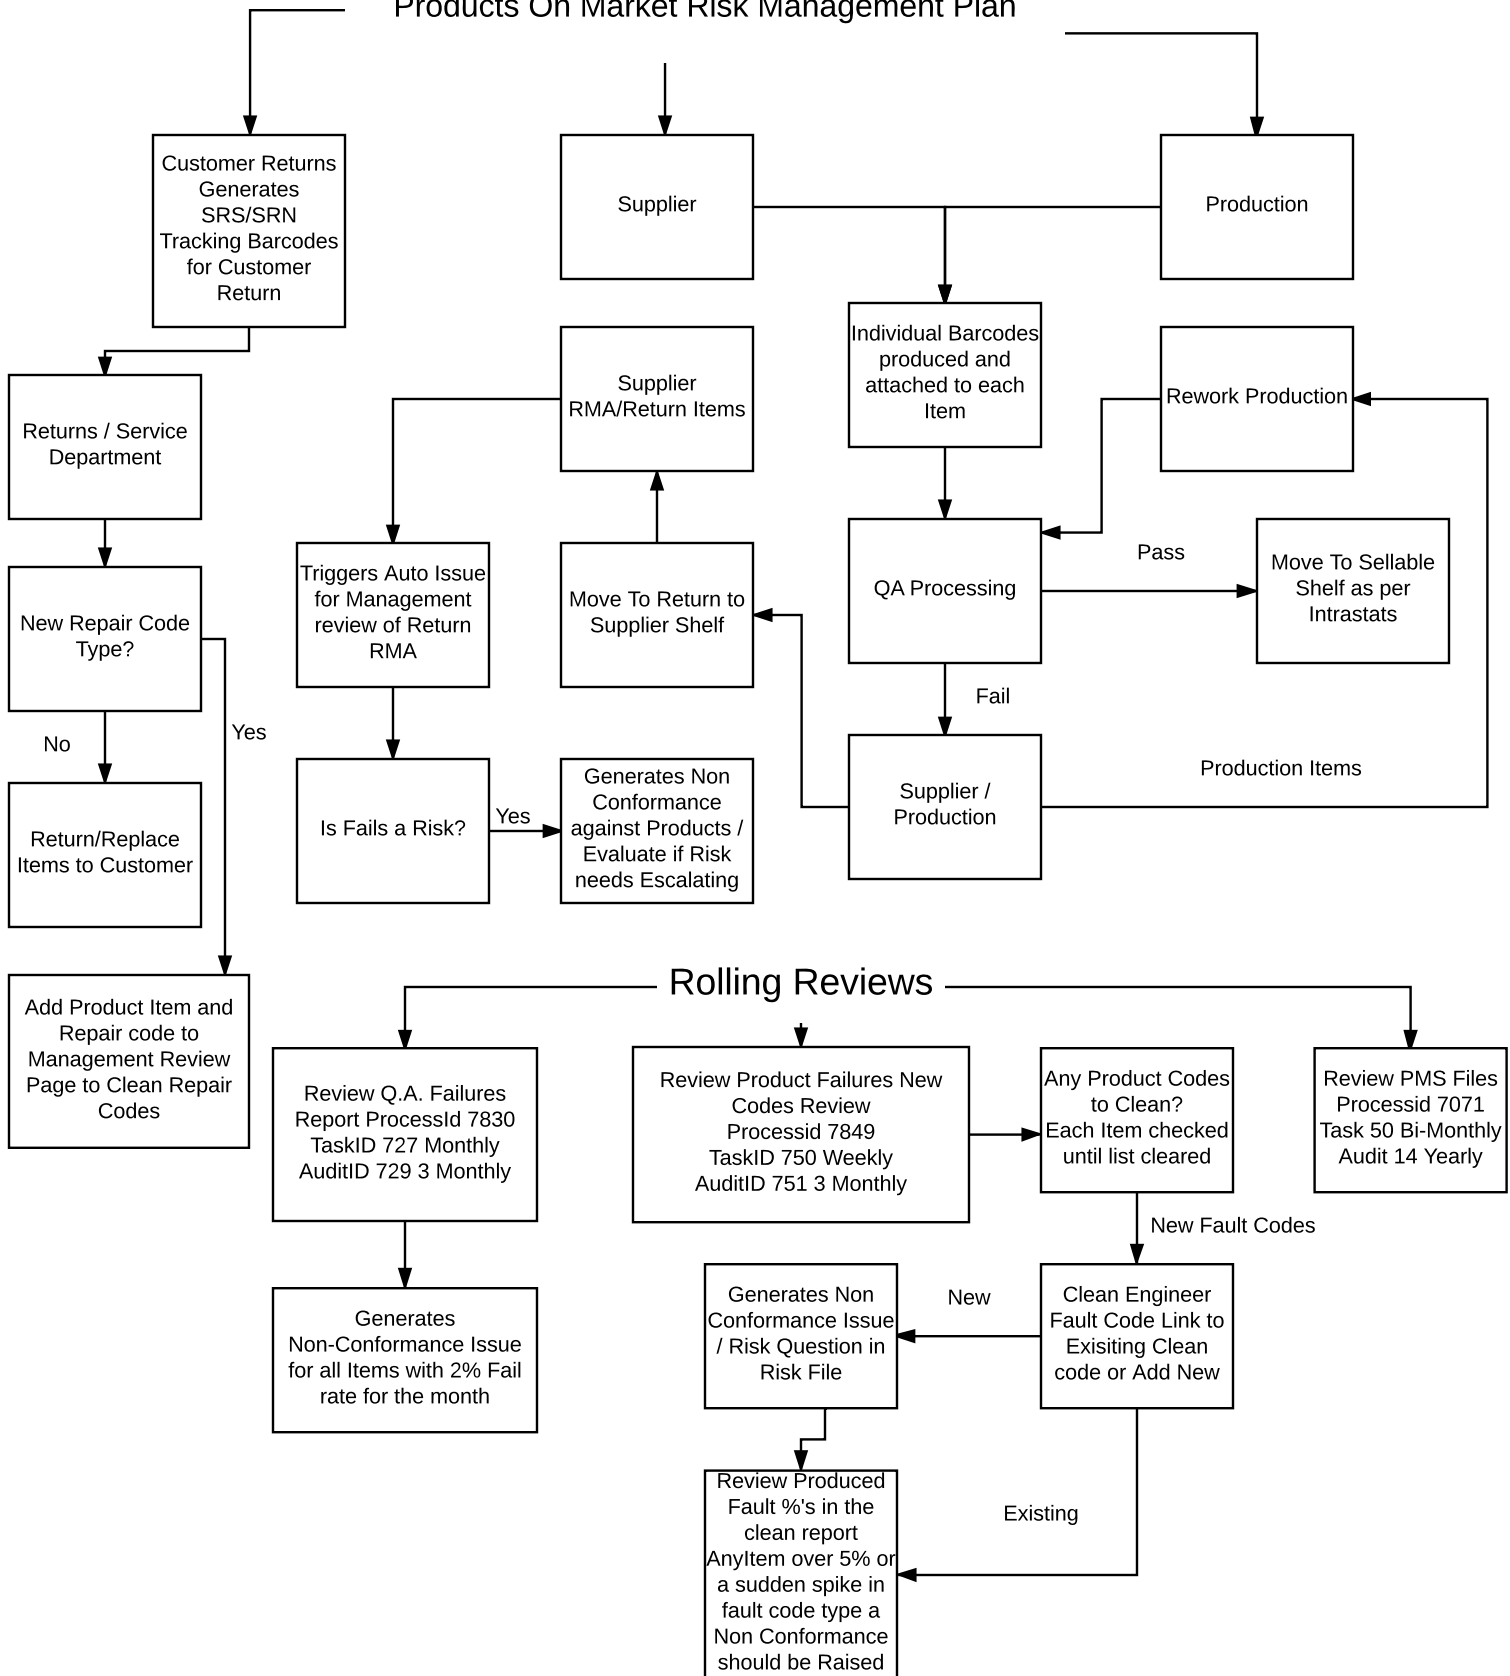 Products On Market Risk Management Plan
Customer Returns
Generates
SRS/SRN
Tracking Barcodes
for Customer
Return
Supplier
Production
Individual Barcodes
produced and
attached to each
Item
Supplier
RMA/Return Items
Rework Production
Returns / Service
Department
Triggers Auto Issue
for Management
review of Return
RMA
Move To Return to
Supplier Shelf
QA Processing
Pass
Move To Sellable
Shelf as per
Intrastats
New Repair Code
Type?
Fail
No
Yes
Return/Replace
Items to Customer
Is Fails a Risk?
Yes
Generates Non
Conformance
against Products /
Evaluate if Risk
needs Escalating
Supplier /
Production
Production Items
Add Product Item and
Repair code to
Management Review
Page to Clean Repair
Codes
Rolling Reviews
Review Q.A. Failures
Report ProcessId 7830
TaskID 727 Monthly
AuditID 729 3 Monthly
Review Product Failures New
Codes Review
Processid 7849
TaskID 750 Weekly
AuditID 751 3 Monthly
Any Product Codes
to Clean?
Each Item checked
until list cleared
Review PMS Files
Processid 7071
Task 50 Bi-Monthly
Audit 14 Yearly
New Fault Codes
Generates
Non-Conformance Issue
for all Items with 2% Fail
rate for the month
Generates Non
Conformance Issue
/ Risk Question in
Risk File
New
Clean Engineer
Fault Code Link to
Exisiting Clean
code or Add New
Review Produced
Fault %'s in the
clean report
AnyItem over 5% or
a sudden spike in
fault code type a
Non Conformance
should be Raised
Existing